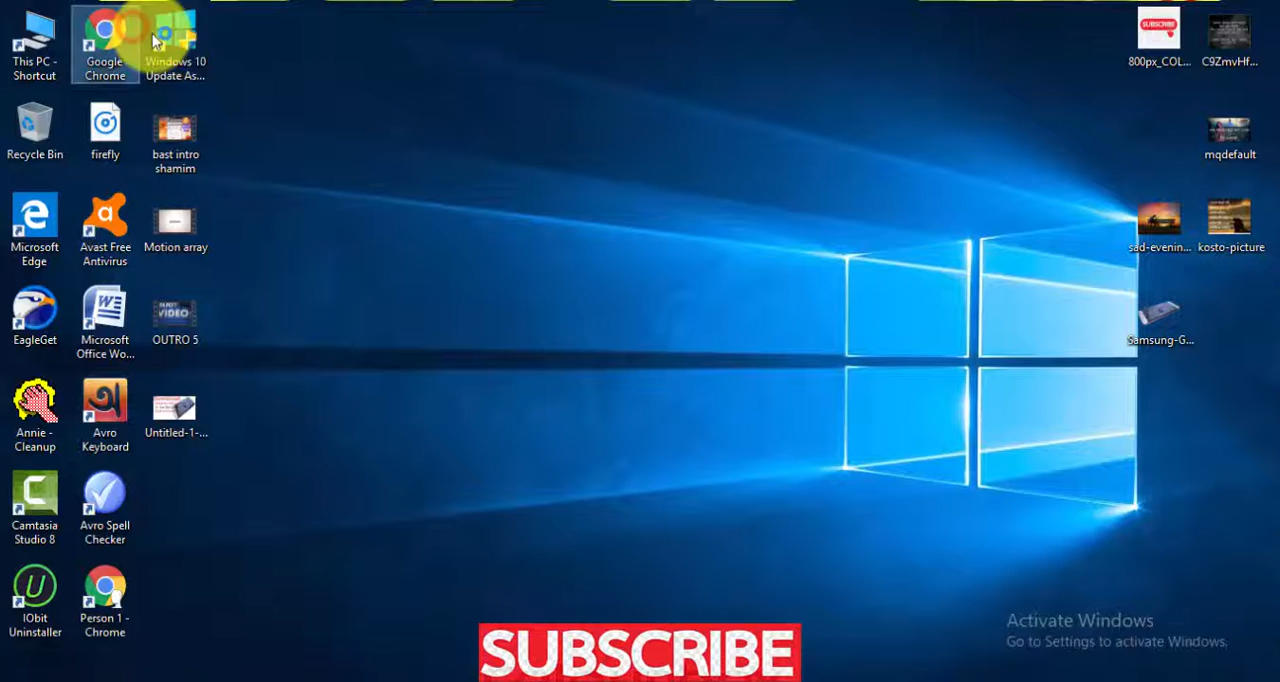 This PC -
Shortcut
Google
Chrome
Windows 10
Update As...
SUBSCRIBE
800px_COL...
C9ZmvHf...
Recycle Bin
firefly
bast intro
shamim
mqdefault
Microsoft
Edge
Avast Free
Antivirus
Motion array
sad-evenin...
kosto-picture
EagleGet
Microsoft
Office Wo...
VIDEO
OUTRO 5
Samsung-G...
Annie -
Cleanup
Avro
Keyboard
Untitled-1-...
Camtasia
Studio 8
Avro Spell
Checker
IObit
Uninstaller
Person 1 -
Chrome
Activate Windows
Go to Settings to activate Windows.
SUBSCRIBE